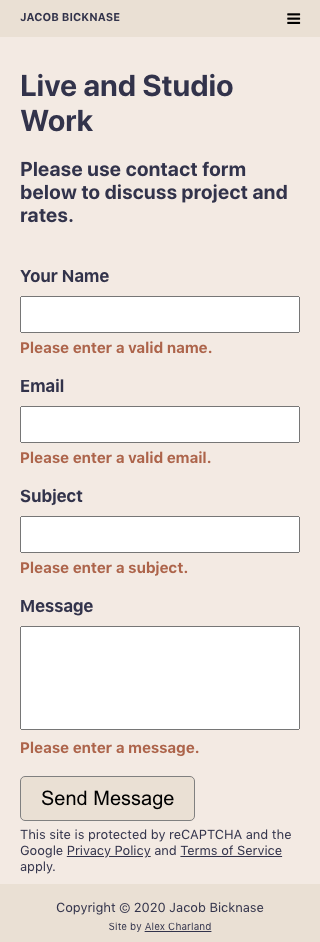 JACOB BICKNASE
Live and Studio
Work
Please use contact form
below to discuss project and
rates.
Your Name
Please enter a valid name.
Email
Please enter a valid email.
Subject
Please enter a subject.
Message
Please enter a message.
Send Message
This site is protected by reCAPTCHA and the
Google Privacy Policy and Terms of Service
apply.
Copyright © 2020 Jacob Bicknase
Site by Alex Charland